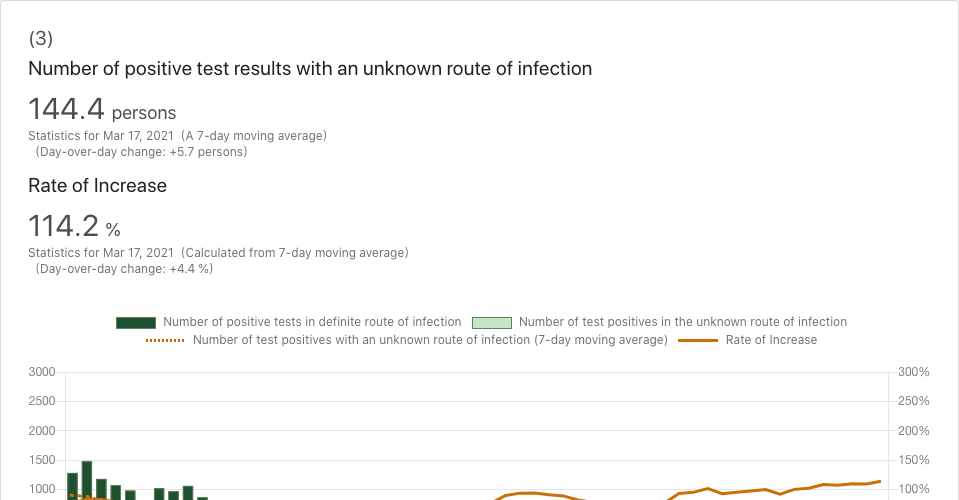 (3)
Number of positive test results with an unknown route of infection
144.4 persons
Statistics for Mar 17, 2021 (A 7-day moving average)
(Day-over-day change: +5.7 persons)
Rate of Increase
114.2 %
Statistics for Mar 17, 2021 (Calculated from 7-day moving average)
(Day-over-day change: +4.4 %)
Number of positive tests in definite route of infection Number of test positives in the unknown route of infection
Number of test positives with an unknown route of infection (7-day moving average) Rate of Increase
3000 300%
2500 250%
2000 200%
1500 150%
1000 100%